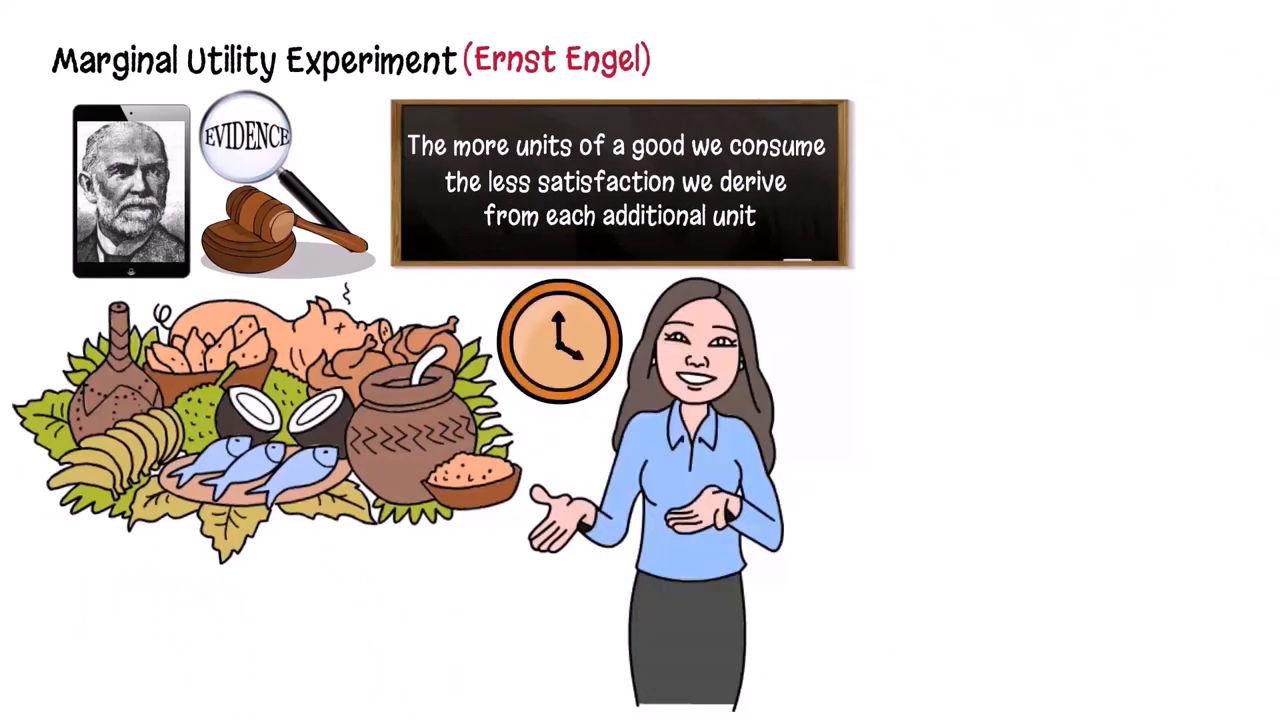 Marginal Utility Experiment (Ernst Engel)
EVIDENCE
The more units of a good we consume
the less satisfaction we derive
from each additional unit